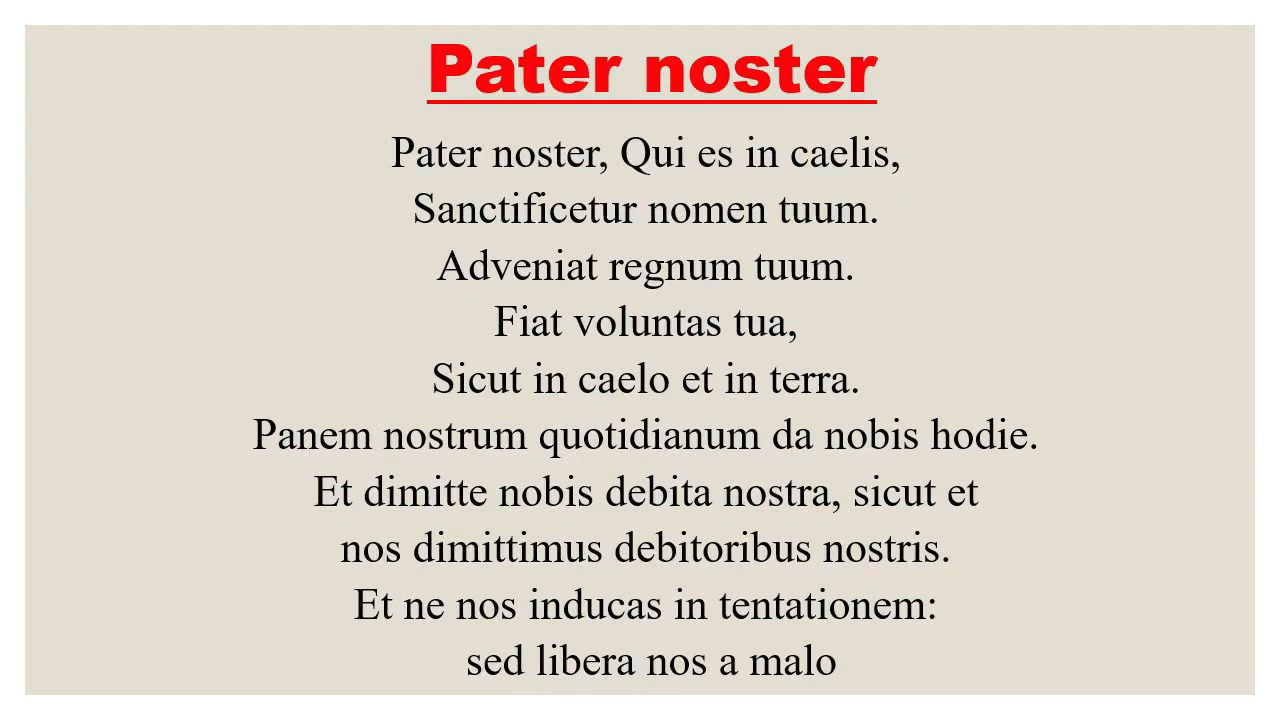 Pater noster
Pater noster, Qui es in caelis,
Sanctificetur nomen tuum.
Adveniat regnum tuum.
Fiat voluntas tua,
Sicut in caelo et in terra.
Panem nostrum quotidianum da nobis hodie.
Et dimitte nobis debita nostra, sicut et
nos dimittimus debitoribus nostris.
Et ne nos inducas in tentationem:
sed libera nos a malo